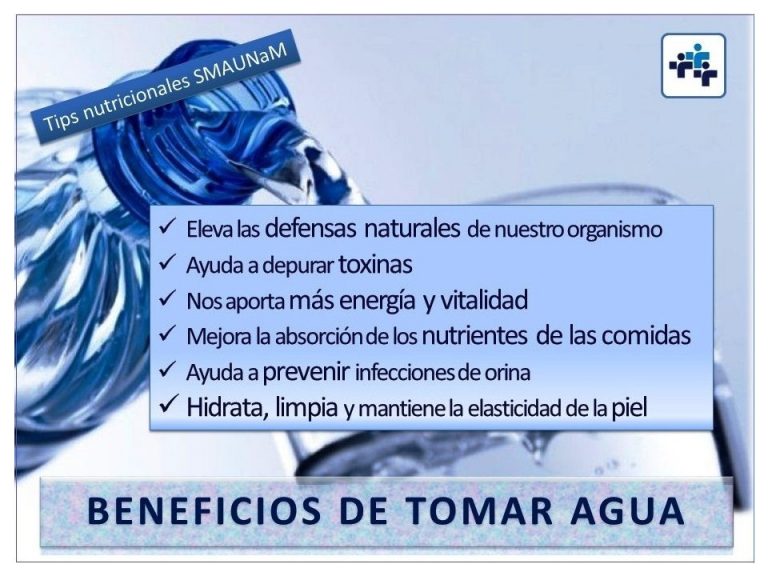 Tips nutricionales SMAUNaM
✓ Eleva las defensas naturales de nuestro organismo
✓ Ayuda a depurar toxinas
✓ Nos aporta más energía y vitalidad
✓ Mejora la absorción de los nutrientes de las comidas
✓ Ayuda a prevenir infecciones de orina
✓ Hidrata, limpia y mantiene la elasticidad de la piel
BENEFICIOS DE TOMAR AGUA